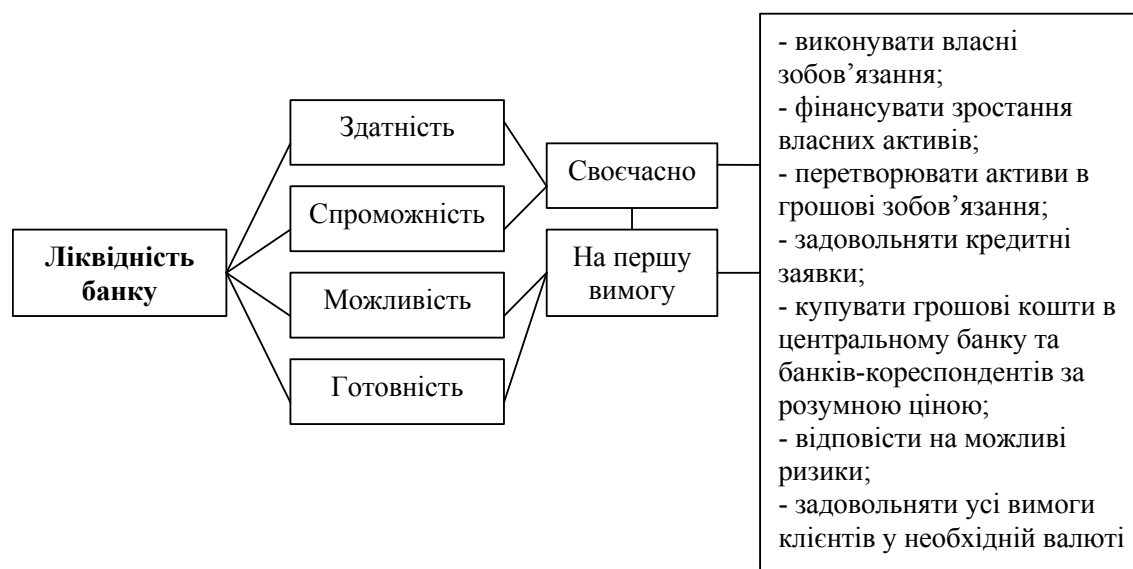 Ліквідність
банку
Здатність
Спроможність
Можливість
Готовність
Своєчасно
На першу
вимогу
- виконувати власні
зобов’язання;
- фінансувати зростання
власних активів;
- перетворювати активи в
грошові зобов’язання;
- задовольняти кредитні
заявки;
- купувати грошові кошти в
центральному банку та
банків-кореспондентів за
розумною ціною;
- відповісти на можливі
ризики;
- задовольняти усі вимоги
клієнтів у необхідній валюті